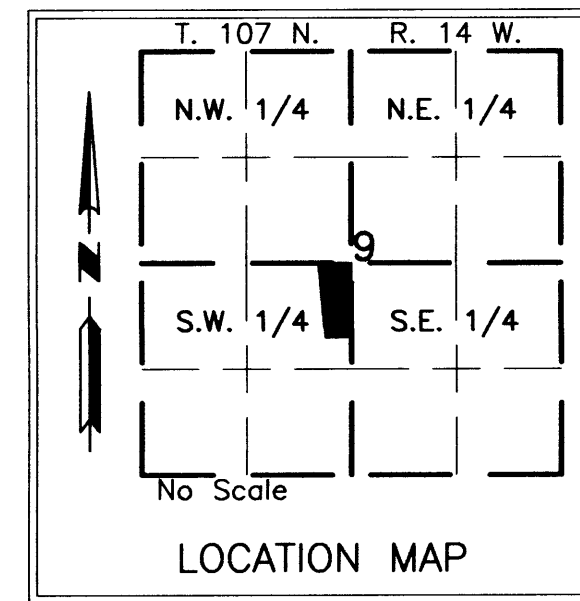 T. 107 N. R. 14 W.
N.W. 1/4 N.E. 1/4
N
9
S.W. 1/4 S.E. 1/4
No Scale
LOCATION MAP